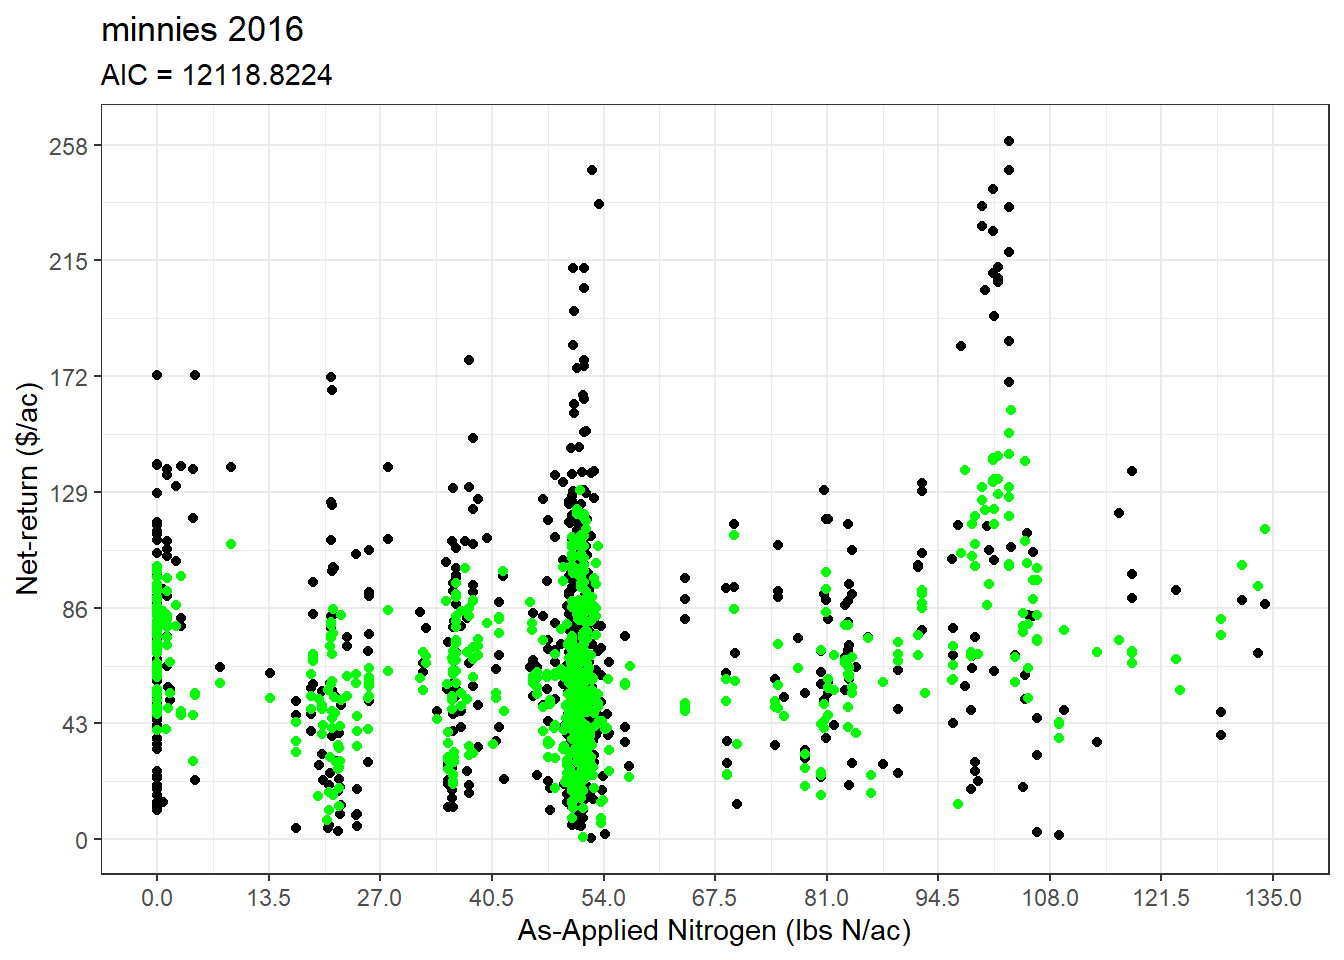 minnies 2016
AIC = 12118.8224
Net-return ($/ac)
258
215
172
129
86
43
0
0.0 13.5 27.0 40.5 54.0 67.5 81.0 94.5 108.0 121.5 135.0
As-Applied Nitrogen (lbs N/ac)